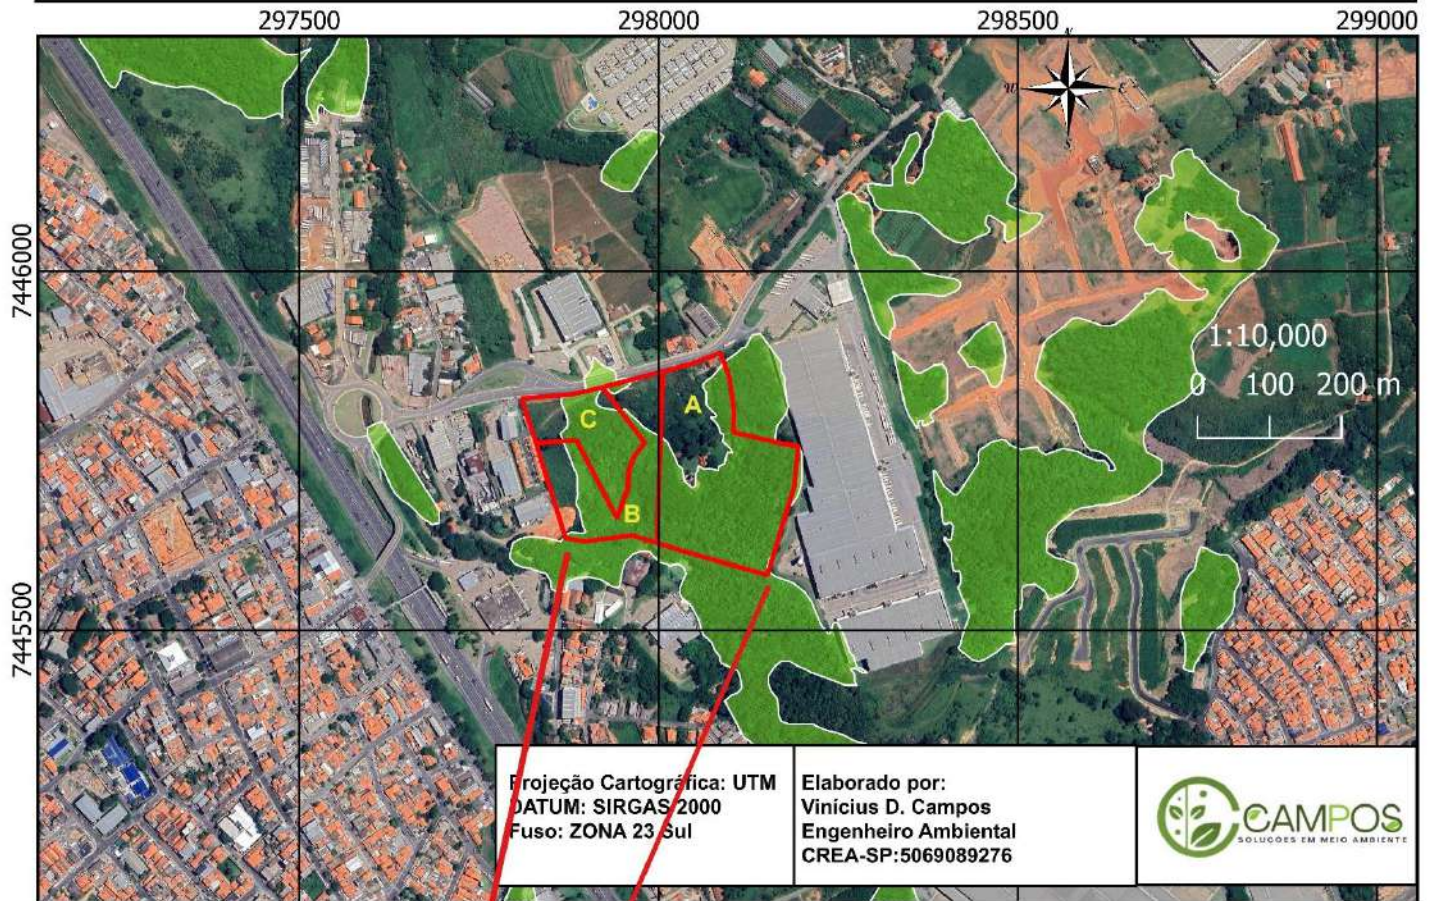 297500 298000 298500 299000
N
W E
S
7446000
1:10,000
0 100 200 m
A
C
B
7445500
Projeção Cartográfica: UTM
DATUM: SIRGAS 2000
Fuso: ZONA 23 Sul
Elaborado por:
Vinícius D. Campos
Engenheiro Ambiental
CREA-SP:5069089276
CAMPOS
SOLUÇÕES EM MEIO AMBIENTE